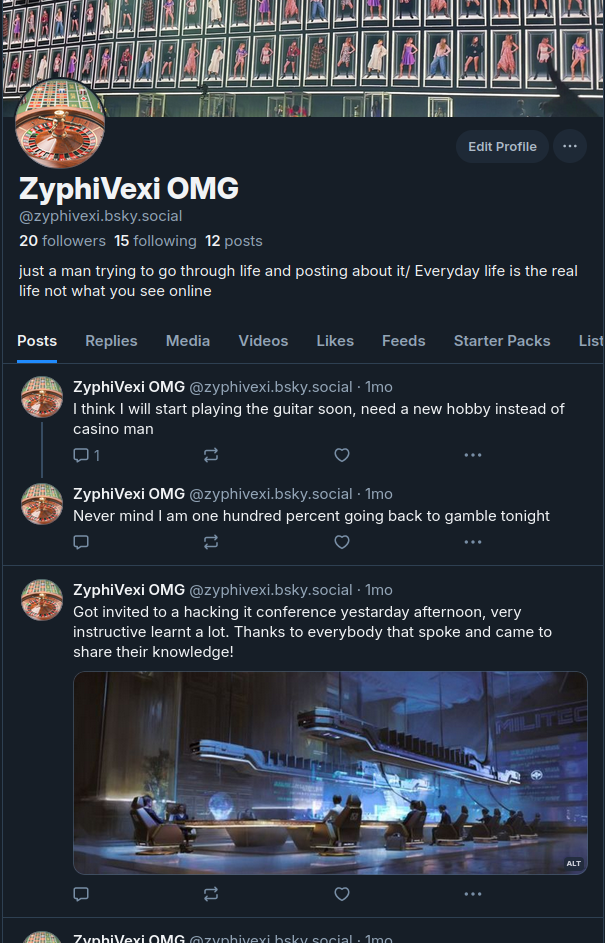 Edit Profile
ZyphiVexi OMG
@zyphivexi.bsky.social
20 followers 15 following 12 posts
just a man trying to go through life and posting about it/ Everyday life is the real
life not what you see online
Posts Replies Media Videos Likes Feeds Starter Packs List
ZyphiVexi OMG @zyphivexi.bsky.social · 1mo
I think I will start playing the guitar soon, need a new hobby instead of
casino man
1
ZyphiVexi OMG @zyphivexi.bsky.social · 1mo
Never mind I am one hundred percent going back to gamble tonight
ZyphiVexi OMG @zyphivexi.bsky.social · 1mo
Got invited to a hacking it conference yestarday afternoon, very
instructive learnt a lot. Thanks to everybody that spoke and came to
share their knowledge!
MILITEC
ALT
ZyphiVexi OMG @zyphivexi.bsky.social · 1mo